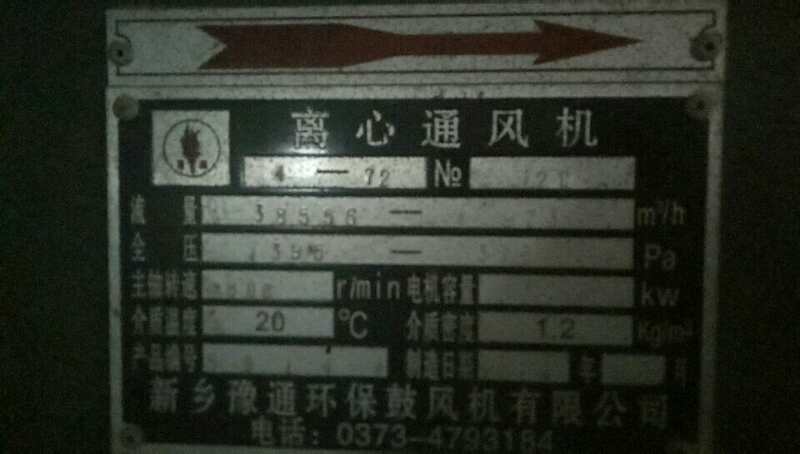 离心通风机
4—72 №
流量 38556 — m³/h
全压 — Pa
主轴转速 r/min 电机容量 kw
介质温度 20 ℃ 介质密度 1.2 Kg/m³
产品编号 制造日期 年 月
新乡豫通环保鼓风机有限公司
电话：0373-4793184